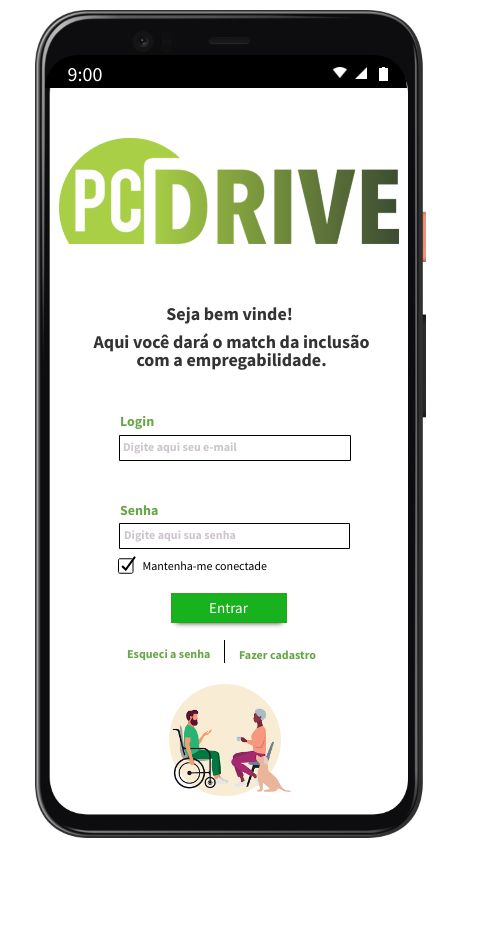 9:00
PCDRIVE
Seja bem vinde!
Aqui você dará o match da inclusão
com a empregabilidade.
Login
Digite aqui seu e-mail
Senha
Digite aqui sua senha
Mantenha-me conectade
Entrar
Esqueci a senha
Fazer cadastro